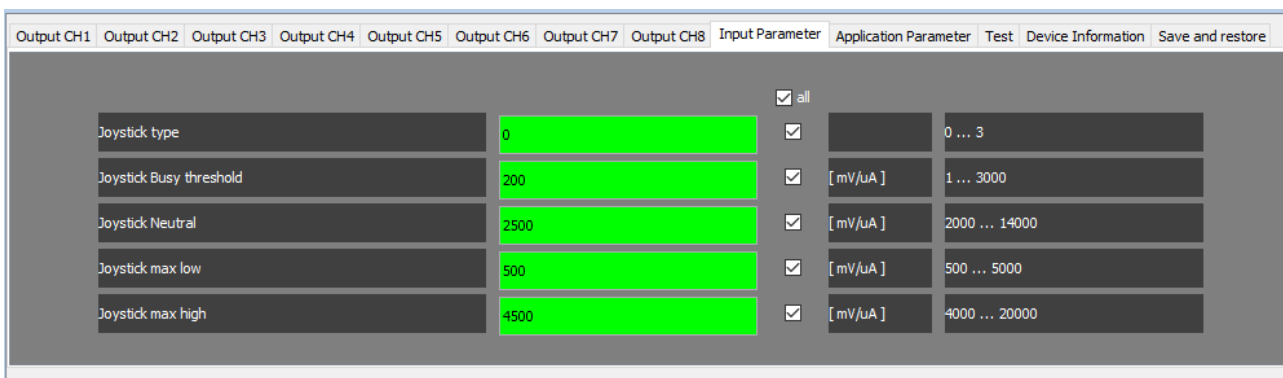 Output CH1 Output CH2 Output CH3 Output CH4 Output CH5 Output CH6 Output CH7 Output CH8 Input Parameter Application Parameter Test Device Information Save and restore
all
Joystick type 0 0 ... 3
Joystick Busy threshold 200 [ mV/uA ] 1 ... 3000
Joystick Neutral 2500 [ mV/uA ] 2000 ... 14000
Joystick max low 500 [ mV/uA ] 500 ... 5000
Joystick max high 4500 [ mV/uA ] 4000 ... 20000